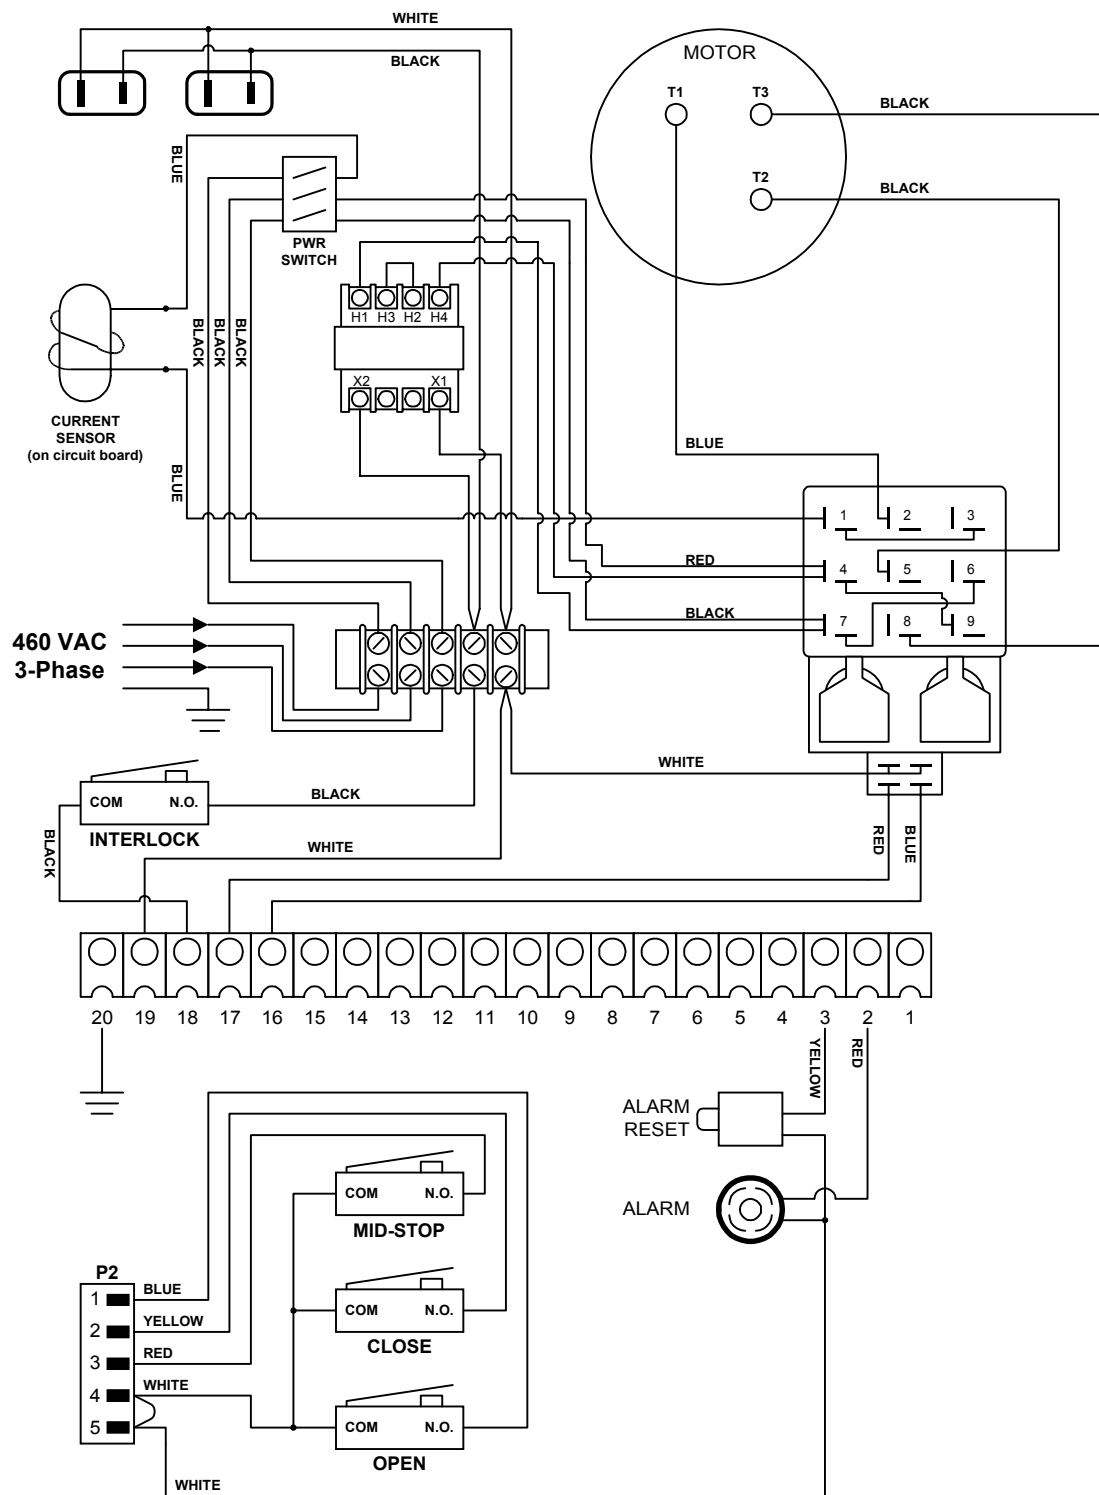 WHITE
BLACK
MOTOR
T1
T3
BLACK
T2
BLACK
BLUE
PWR
SWITCH
H1 H3 H2 H4
X2 X1
BLACK
BLACK
BLACK
CURRENT
SENSOR
(on circuit board)
BLUE
BLUE
1 2 3
4 5 6
7 8 9
RED
BLACK
460 VAC
3-Phase
WHITE
COM N.O.
INTERLOCK
BLACK
BLACK
WHITE
RED
BLUE
20 19 18 17 16 15 14 13 12 11 10 9 8 7 6 5 4 3 2 1
YELLOW
RED
ALARM
RESET
ALARM
COM N.O.
MID-STOP
P2
1 BLUE
2 YELLOW
3 RED
4 WHITE
5
WHITE
COM N.O.
CLOSE
COM N.O.
OPEN